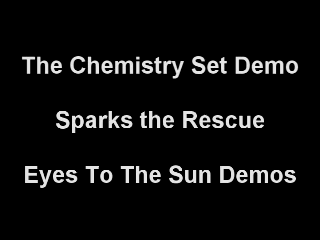 The Chemistry Set Demo
Sparks the Rescue
Eyes To The Sun Demos